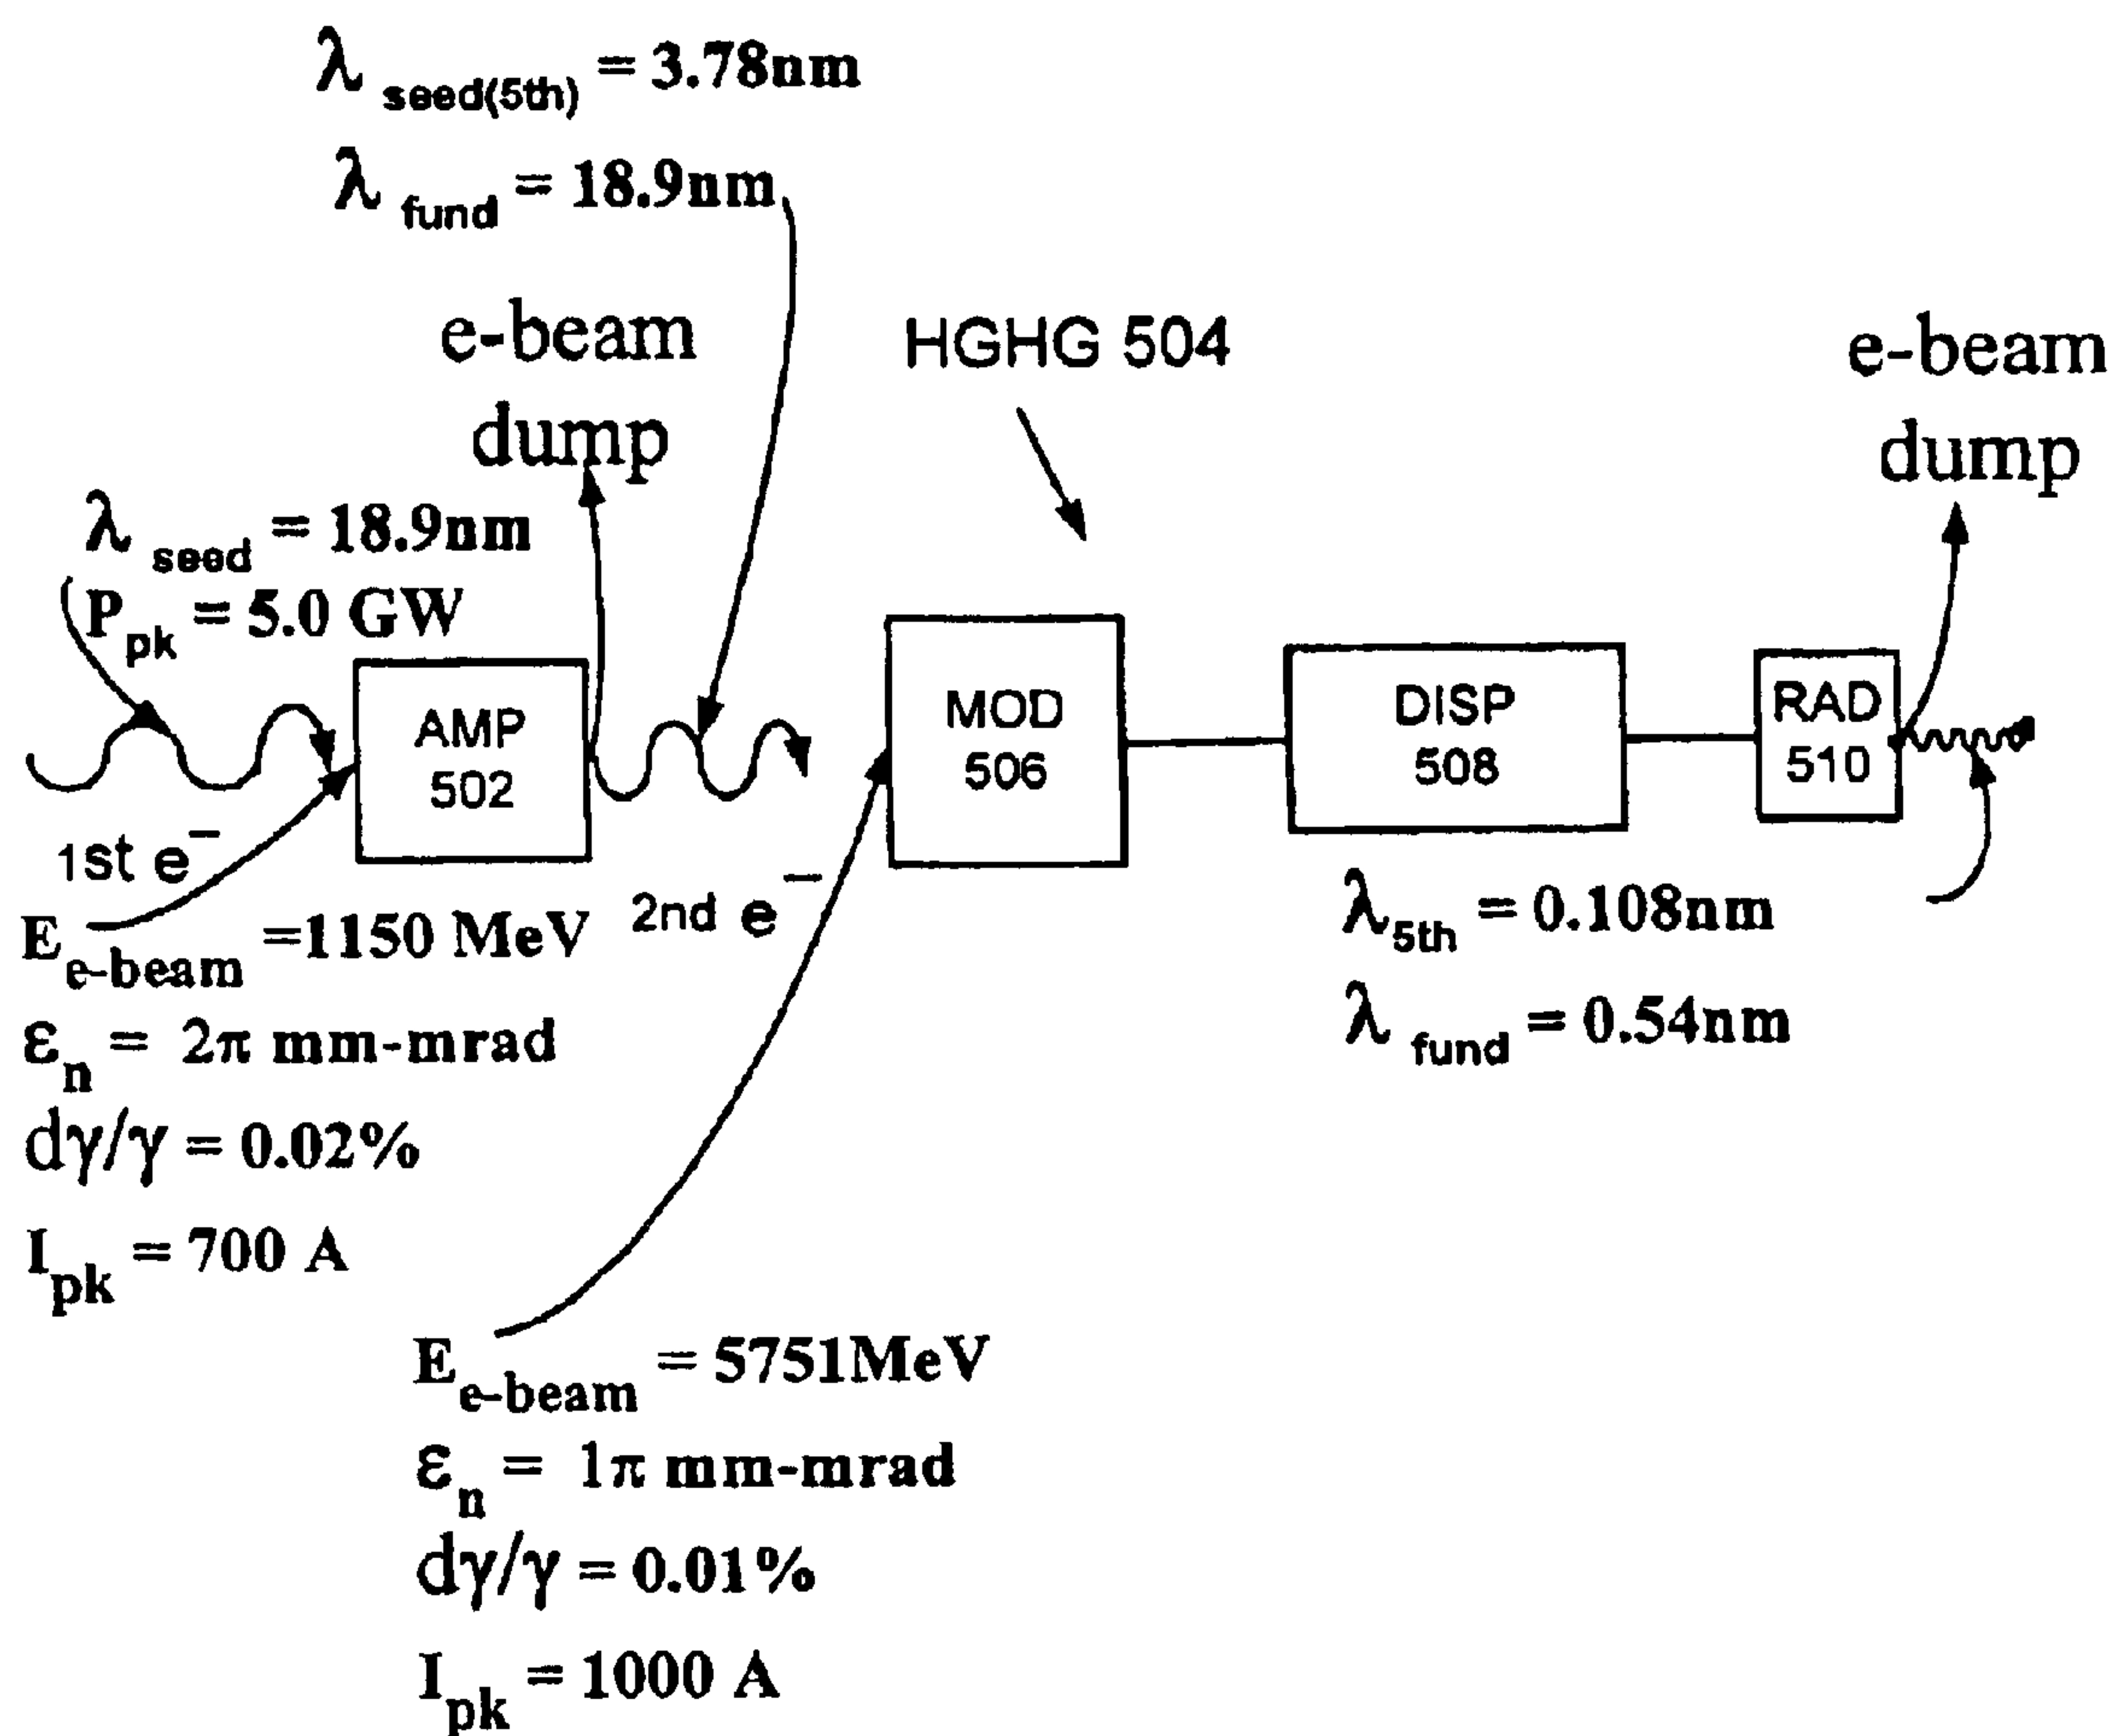 λ seed(5th) = 3.78nm
λ fund = 18.9nm
e-beam
dump
HGHG 504
e-beam
dump
λ seed = 18.9nm
P pk = 5.0 GW
AMP
502
MOD
506
DISP
508
RAD
510
1st e⁻
E e-beam =1150 MeV
ε n = 2π mm-mrad
dγ/γ = 0.02%
I pk = 700 A
2nd e⁻
λ 5th = 0.108nm
λ fund = 0.54nm
E e-beam = 5751MeV
ε n = 1π mm-mrad
dγ/γ = 0.01%
I pk = 1000 A